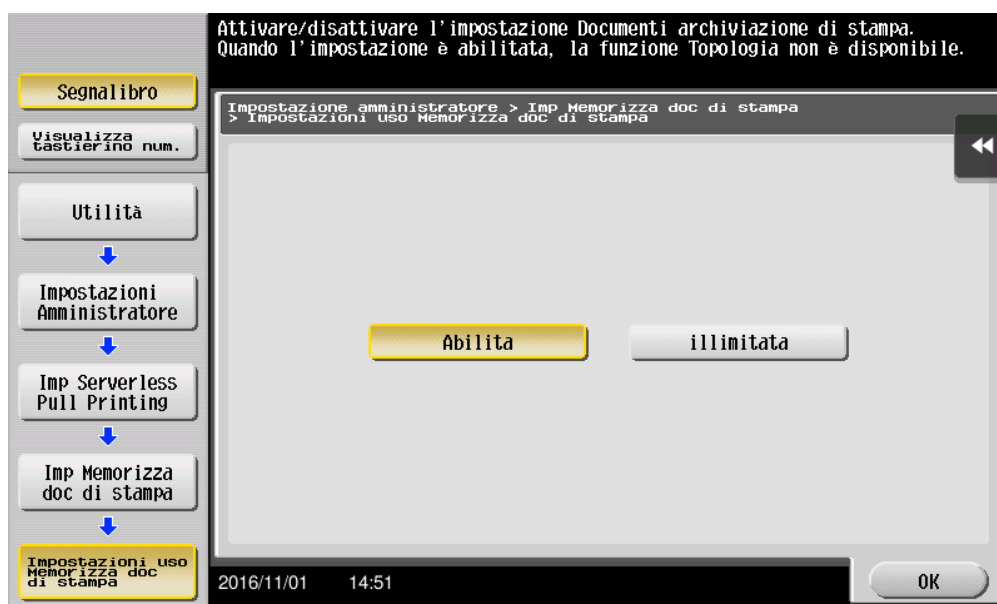 Attivare/disattivare l'impostazione Documenti archiviazione di stampa.
Quando l'impostazione è abilitata, la funzione Topologia non è disponibile.
Segnalibro
Visualizza
tastierino num.
Utilità
Impostazioni
Amministratore
Imp Serverless
Pull Printing
Imp Memorizza
doc di stampa
Impostazioni uso
Memorizza doc
di stampa
Impostazione amministratore > Imp Memorizza doc di stampa
> Impostazioni uso Memorizza doc di stampa
Abilita
illimitata
2016/11/01 14:51
OK